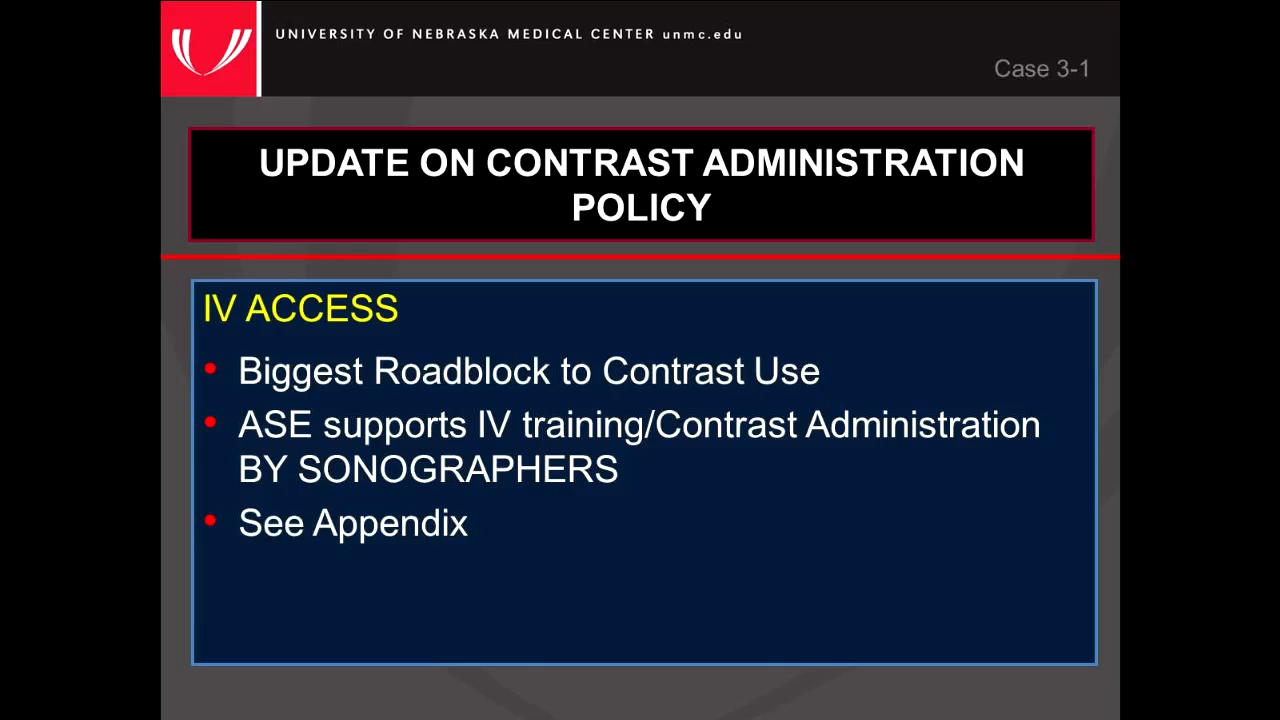 UNIVERSITY OF NEBRASKA MEDICAL CENTER unmc.edu
Case 3-1
UPDATE ON CONTRAST ADMINISTRATION
POLICY
IV ACCESS
• Biggest Roadblock to Contrast Use
• ASE supports IV training/Contrast Administration
BY SONOGRAPHERS
• See Appendix